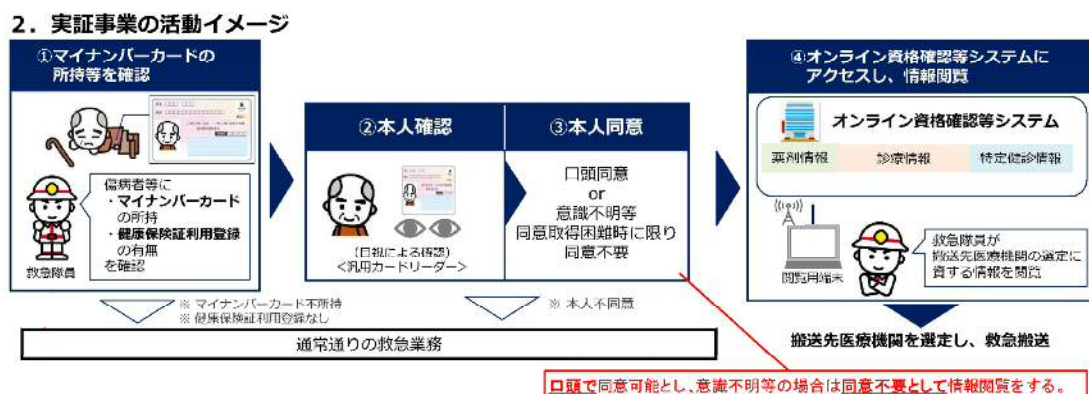 2．実証事業の活動イメージ
①マイナンバーカードの
所持等を確認
傷病者等に
・マイナンバーカード
の所持
・健康保険証利用登録
の有無
を確認
救急隊員
②本人確認
(目視による確認)
<汎用カードリーダー>
③本人同意
口頭同意
or
意識不明等
同意取得困難時に限り
同意不要
④オンライン資格確認等システムに
アクセスし、情報閲覧
オンライン資格確認等システム
薬剤情報
診療情報
特定健診情報
閲覧用端末
救急隊員が
搬送先医療機関の選定に
資する情報を閲覧
※ マイナンバーカード不所持
※ 健康保険証利用登録なし
※ 本人不同意
通常通りの救急業務
搬送先医療機関を選定し、救急搬送
口頭で同意可能とし、意識不明等の場合は同意不要として情報閲覧をする。